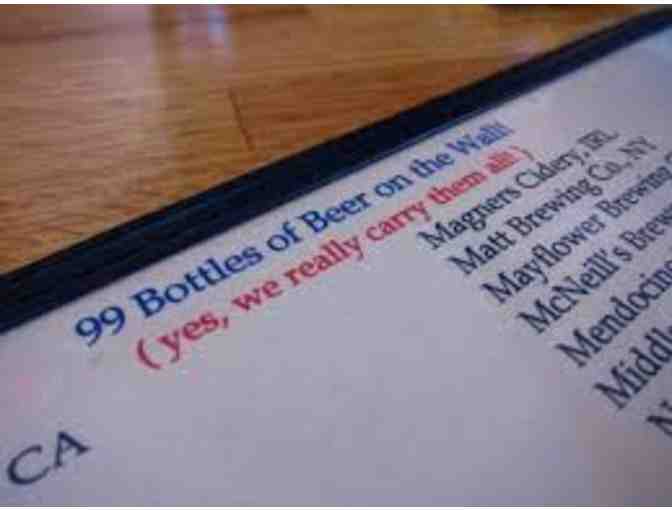 99 Bottles of Beer on the Wall!
( yes, we really carry them all! )
CA
Magners Cidery, IRL
Matt Brewing Co, NY
Mayflower Brewing
McNeill's Brew
Mendocino
Middl